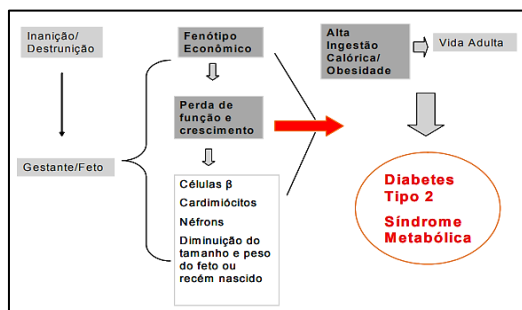 Inanição/
Destrunição
Gestante/Feto
Fenótipo
Econômico
Perda de
função e
crescimento
Células β
Cardimiócitos
Néfrons
Diminuição do
tamanho e peso
do feto ou
recém nascido
Alta
Ingestão
Calórica/
Obesidade
Vida Adulta
Diabetes
Tipo 2
Síndrome
Metabólica